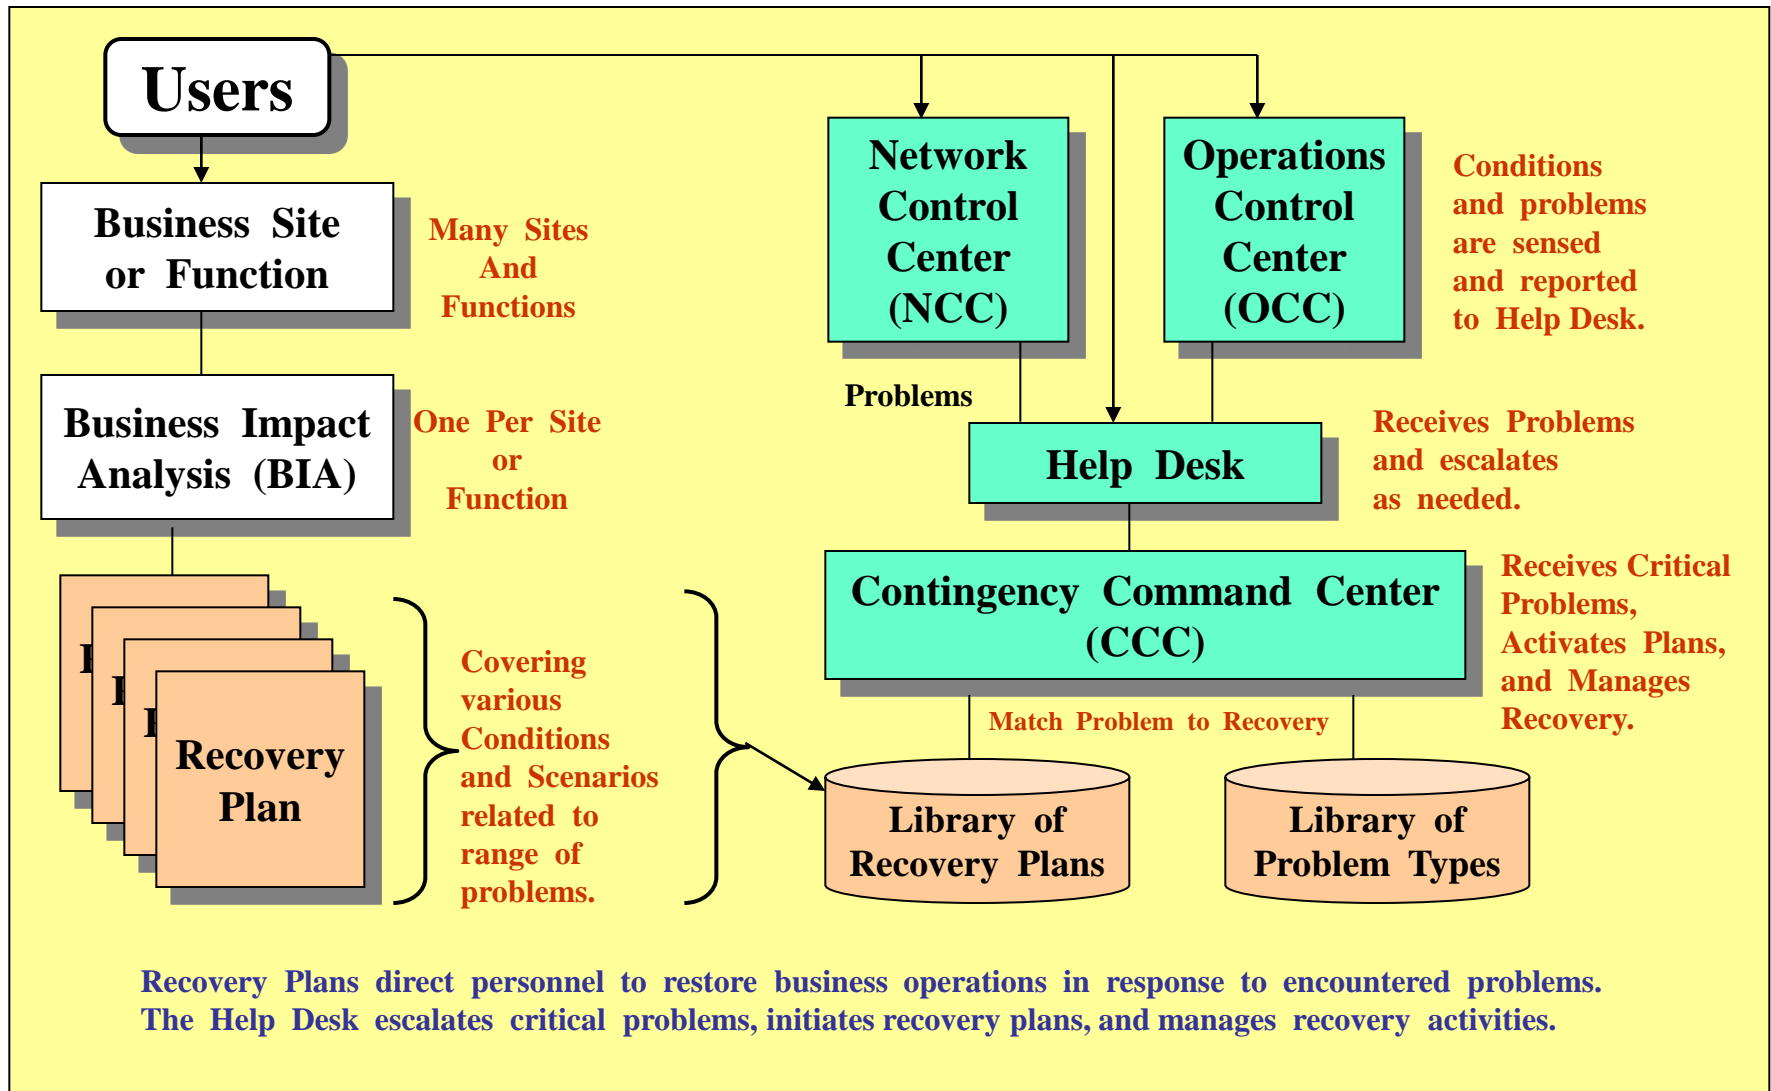 Users
Business Site
or Function
Many Sites
And
Functions
Business Impact
Analysis (BIA)
One Per Site
or
Function
Recovery
Plan
Covering
various
Conditions
and Scenarios
related to
range of
problems.
Network
Control
Center
(NCC)
Operations
Control
Center
(OCC)
Conditions
and problems
are sensed
and reported
to Help Desk.
Problems
Help Desk
Receives Problems
and escalates
as needed.
Contingency Command Center
(CCC)
Receives Critical
Problems,
Activates Plans,
and Manages
Recovery.
Match Problem to Recovery
Library of
Recovery Plans
Library of
Problem Types
Recovery Plans direct personnel to restore business operations in response to encountered problems.
The Help Desk escalates critical problems, initiates recovery plans, and manages recovery activities.